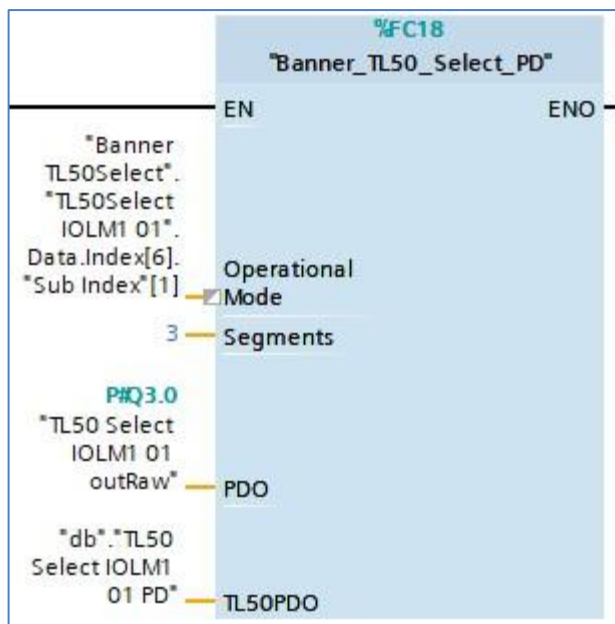 %FC18
"Banner_TL50_Select_PD"
EN ENO
"Banner
TL50Select".
"TL50Select
IOLM1 01".
Data.Index[6].
"Sub Index"[1]
Operational
Mode
3 Segments
P#Q3.0
"TL50 Select
IOLM1 01
outRaw"
PDO
"db"."TL50
Select IOLM1
01 PD"
TL50PDO